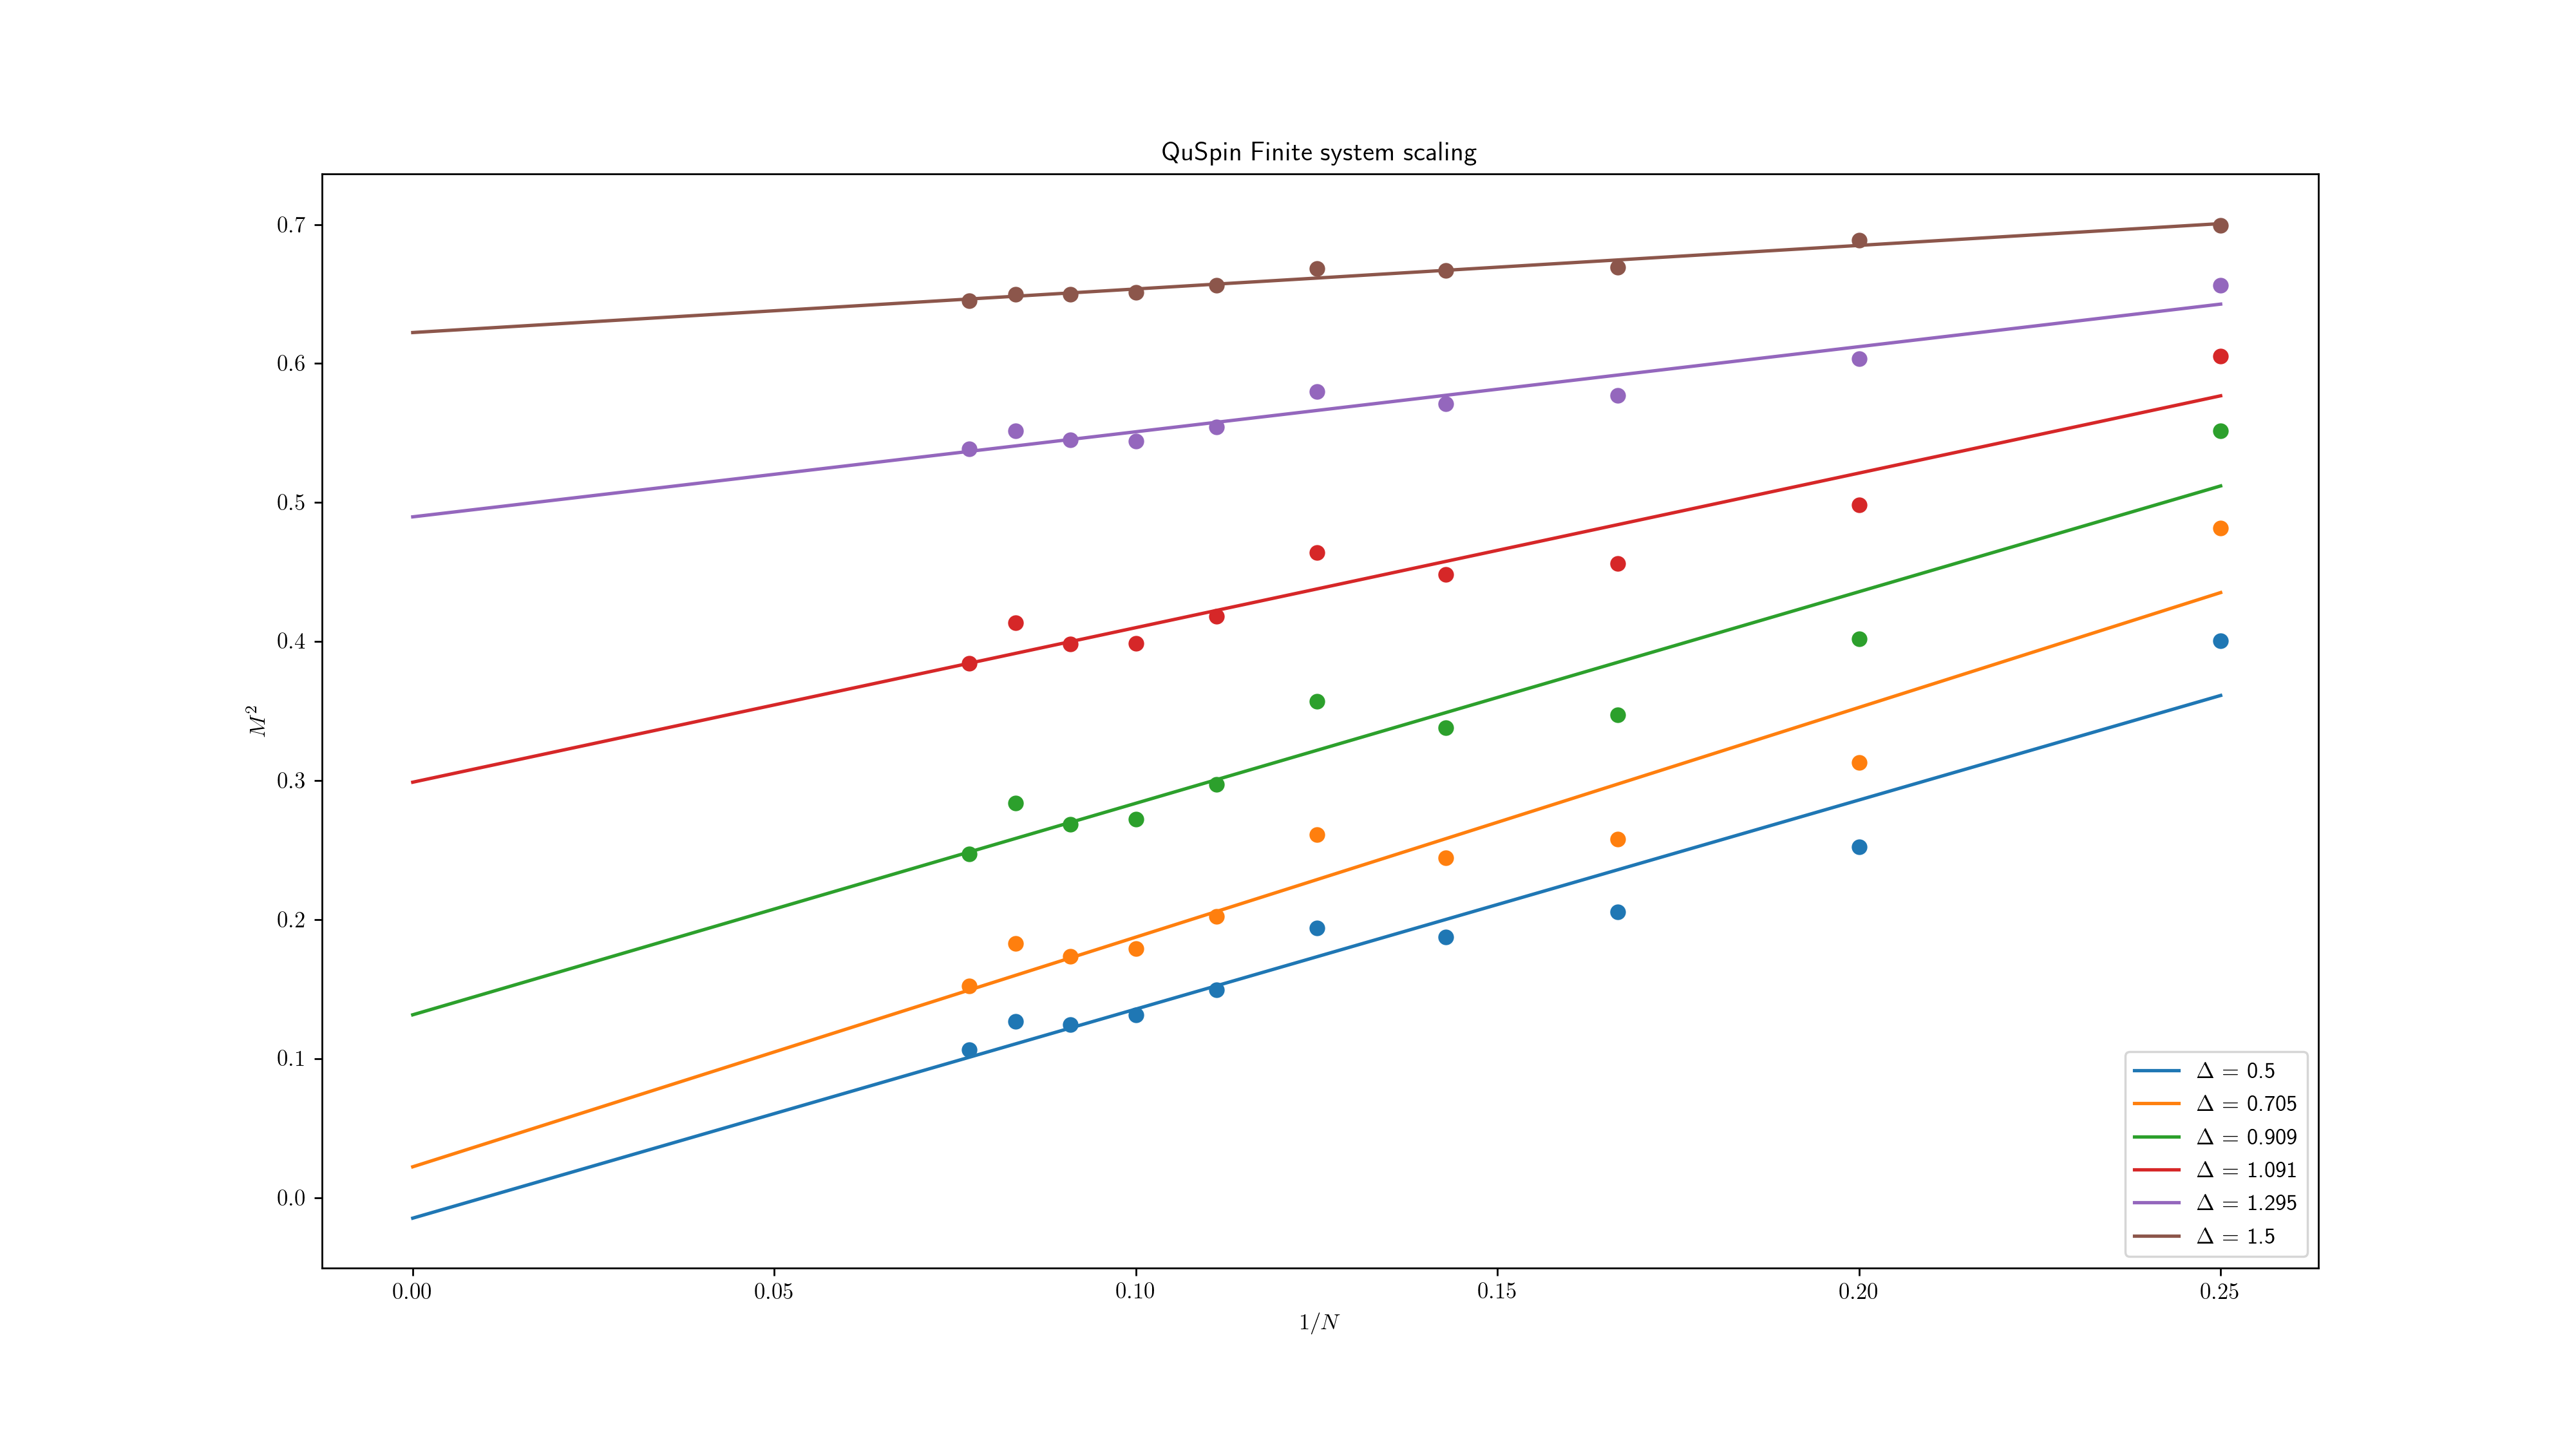 QuSpin Finite system scaling
0.7
0.6
0.5
0.4
0.3
0.2
0.1
0.0
M²
0.00 0.05 0.10 0.15 0.20 0.25
1/N
Δ = 0.5
Δ = 0.705
Δ = 0.909
Δ = 1.091
Δ = 1.295
Δ = 1.5